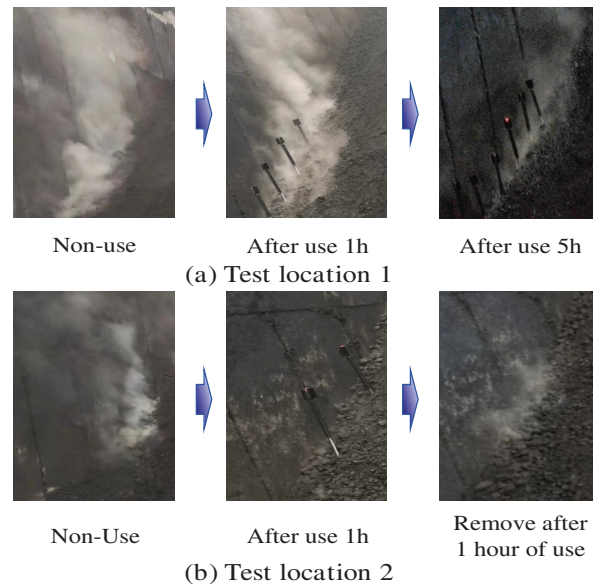 Non-use
After use 1h
After use 5h
(a) Test location 1
Non-Use
After use 1h
Remove after
1 hour of use
(b) Test location 2